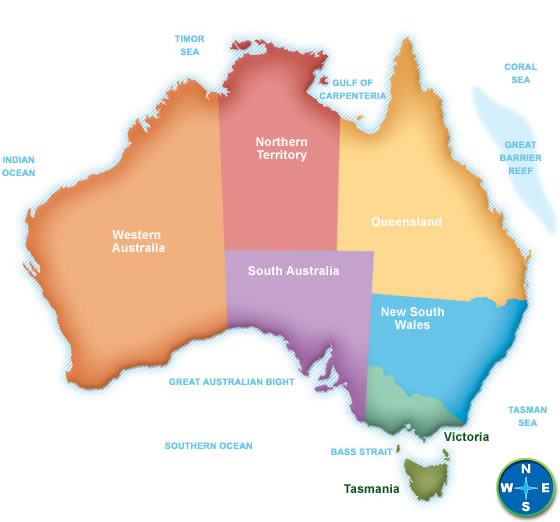 TIMOR
SEA
CORAL
SEA
GULF OF
CARPENTERIA
Northern
Territory
GREAT
BARRIER
REEF
INDIAN
OCEAN
Queensland
Western
Australia
South Australia
New South
Wales
GREAT AUSTRALIAN BIGHT
TASMAN
SEA
Victoria
SOUTHERN OCEAN
BASS STRAIT
Tasmania
N
W E
S